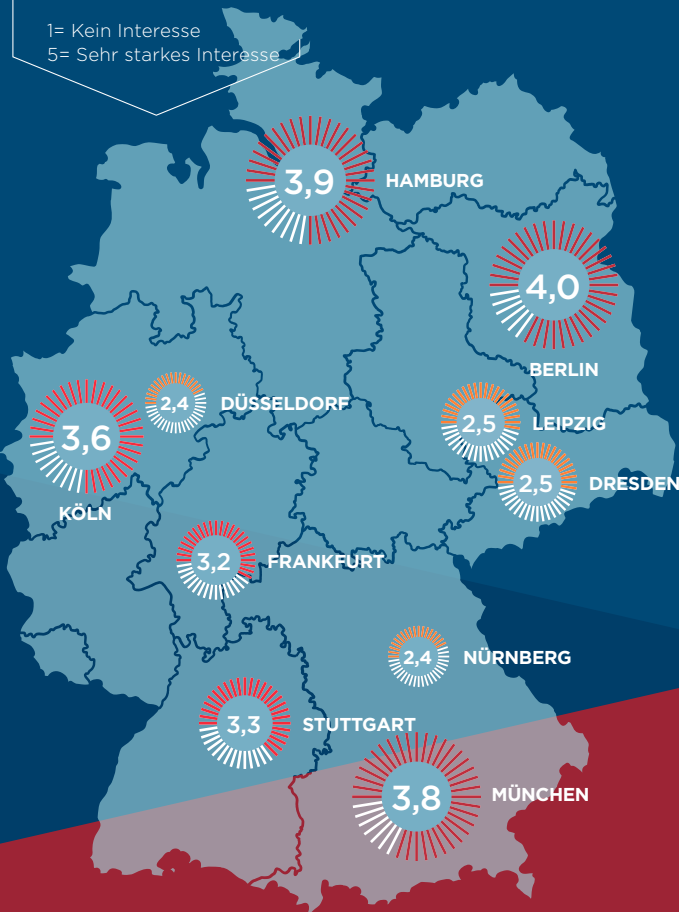 1= Kein Interesse
5= Sehr starkes Interesse
3,9
HAMBURG
4,0
BERLIN
2,4
DÜSSELDORF
3,6
KÖLN
2,5
LEIPZIG
2,5
DRESDEN
3,2
FRANKFURT
2,4
NÜRNBERG
3,3
STUTTGART
3,8
MÜNCHEN